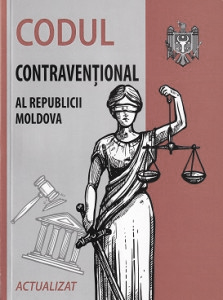 CODUL
CONTRAVENȚIONAL
AL REPUBLICII
MOLDOVA
ACTUALIZAT